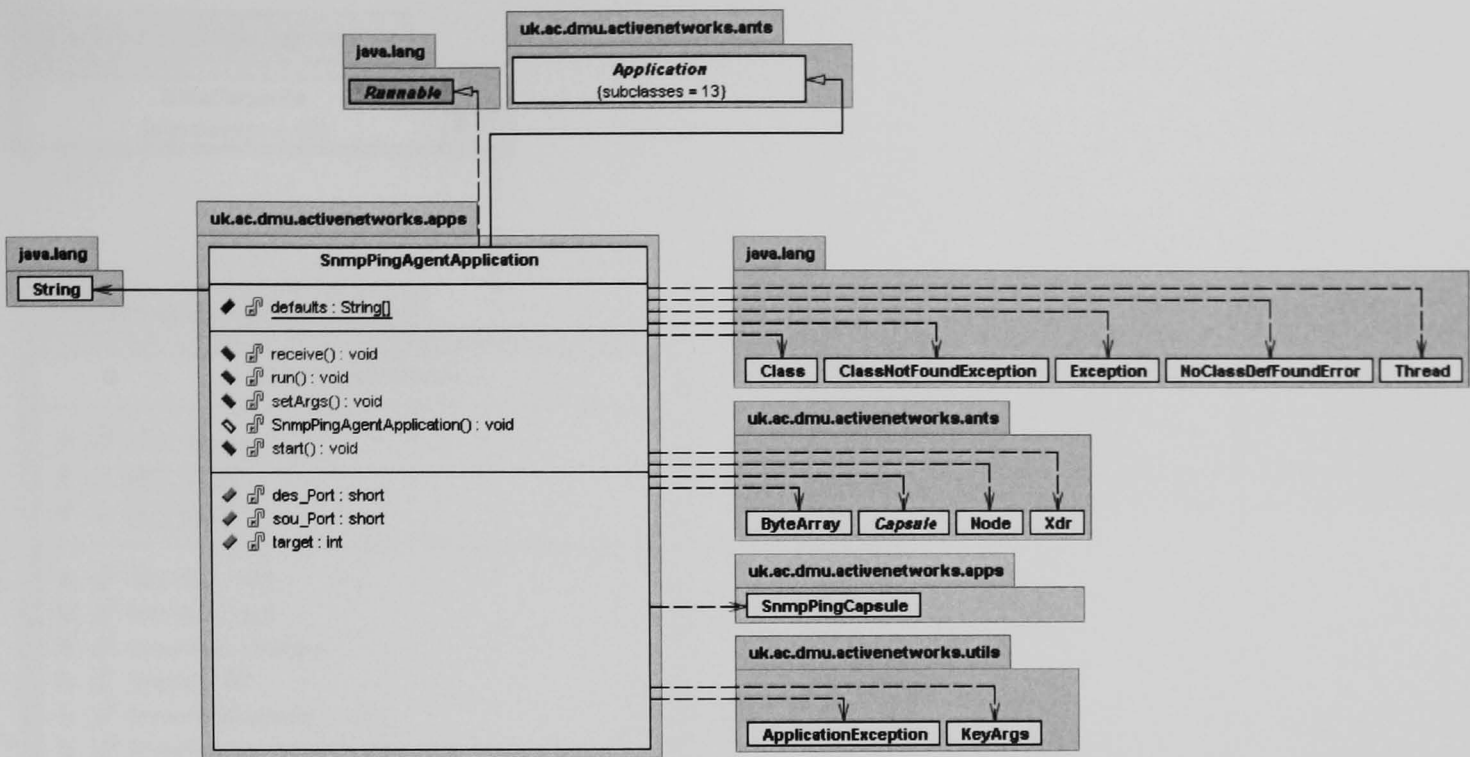 uk.ac.dmu.activenetworks.ants
java.lang
Application
{subclasses = 13}
Runnable
uk.ac.dmu.activenetworks.apps
java.lang
String
SnmpPingAgentApplication
defaults : String[]
receive() : void
run() : void
setArgs() : void
SnmpPingAgentApplication() : void
start() : void
des_Port : short
sou_Port : short
target : int
java.lang
Class
ClassNotFoundException
Exception
NoClassDefFoundError
Thread
uk.ac.dmu.activenetworks.ants
ByteArray
Capsule
Node
Xdr
uk.ac.dmu.activenetworks.apps
SnmpPingCapsule
uk.ac.dmu.activenetworks.utils
ApplicationException
KeyArgs